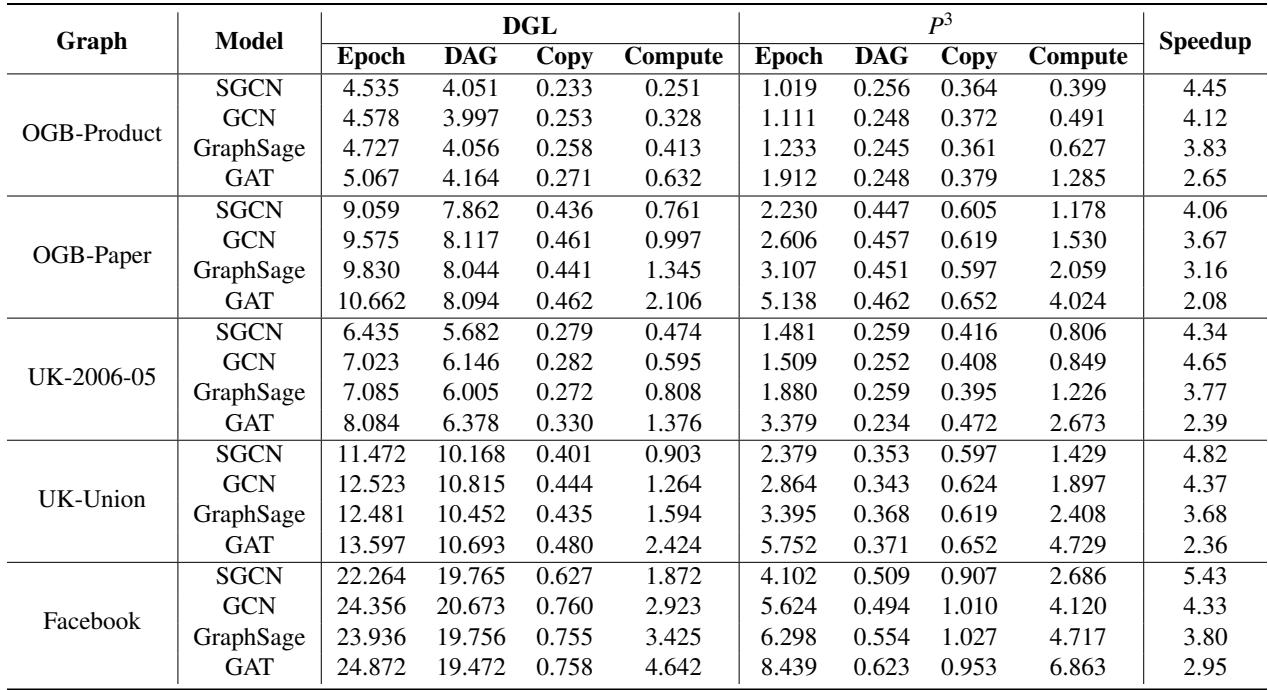 Graph Model DGL P³ Speedup
Epoch DAG Copy Compute Epoch DAG Copy Compute
OGB-Product SGCN 4.535 4.051 0.233 0.251 1.019 0.256 0.364 0.399 4.45
GCN 4.578 3.997 0.253 0.328 1.111 0.248 0.372 0.491 4.12
GraphSage 4.727 4.056 0.258 0.413 1.233 0.245 0.361 0.627 3.83
GAT 5.067 4.164 0.271 0.632 1.912 0.248 0.379 1.285 2.65
OGB-Paper SGCN 9.059 7.862 0.436 0.761 2.230 0.447 0.605 1.178 4.06
GCN 9.575 8.117 0.461 0.997 2.606 0.457 0.619 1.530 3.67
GraphSage 9.830 8.044 0.441 1.345 3.107 0.451 0.597 2.059 3.16
GAT 10.662 8.094 0.462 2.106 5.138 0.462 0.652 4.024 2.08
UK-2006-05 SGCN 6.435 5.682 0.279 0.474 1.481 0.259 0.416 0.806 4.34
GCN 7.023 6.146 0.282 0.595 1.509 0.252 0.408 0.849 4.65
GraphSage 7.085 6.005 0.272 0.808 1.880 0.259 0.395 1.226 3.77
GAT 8.084 6.378 0.330 1.376 3.379 0.234 0.472 2.673 2.39
UK-Union SGCN 11.472 10.168 0.401 0.903 2.379 0.353 0.597 1.429 4.82
GCN 12.523 10.815 0.444 1.264 2.864 0.343 0.624 1.897 4.37
GraphSage 12.481 10.452 0.435 1.594 3.395 0.368 0.619 2.408 3.68
GAT 13.597 10.693 0.480 2.424 5.752 0.371 0.652 4.729 2.36
Facebook SGCN 22.264 19.765 0.627 1.872 4.102 0.509 0.907 2.686 5.43
GCN 24.356 20.673 0.760 2.923 5.624 0.494 1.010 4.120 4.33
GraphSage 23.936 19.756 0.755 3.425 6.298 0.554 1.027 4.717 3.80
GAT 24.872 19.472 0.758 4.642 8.439 0.623 0.953 6.863 2.95